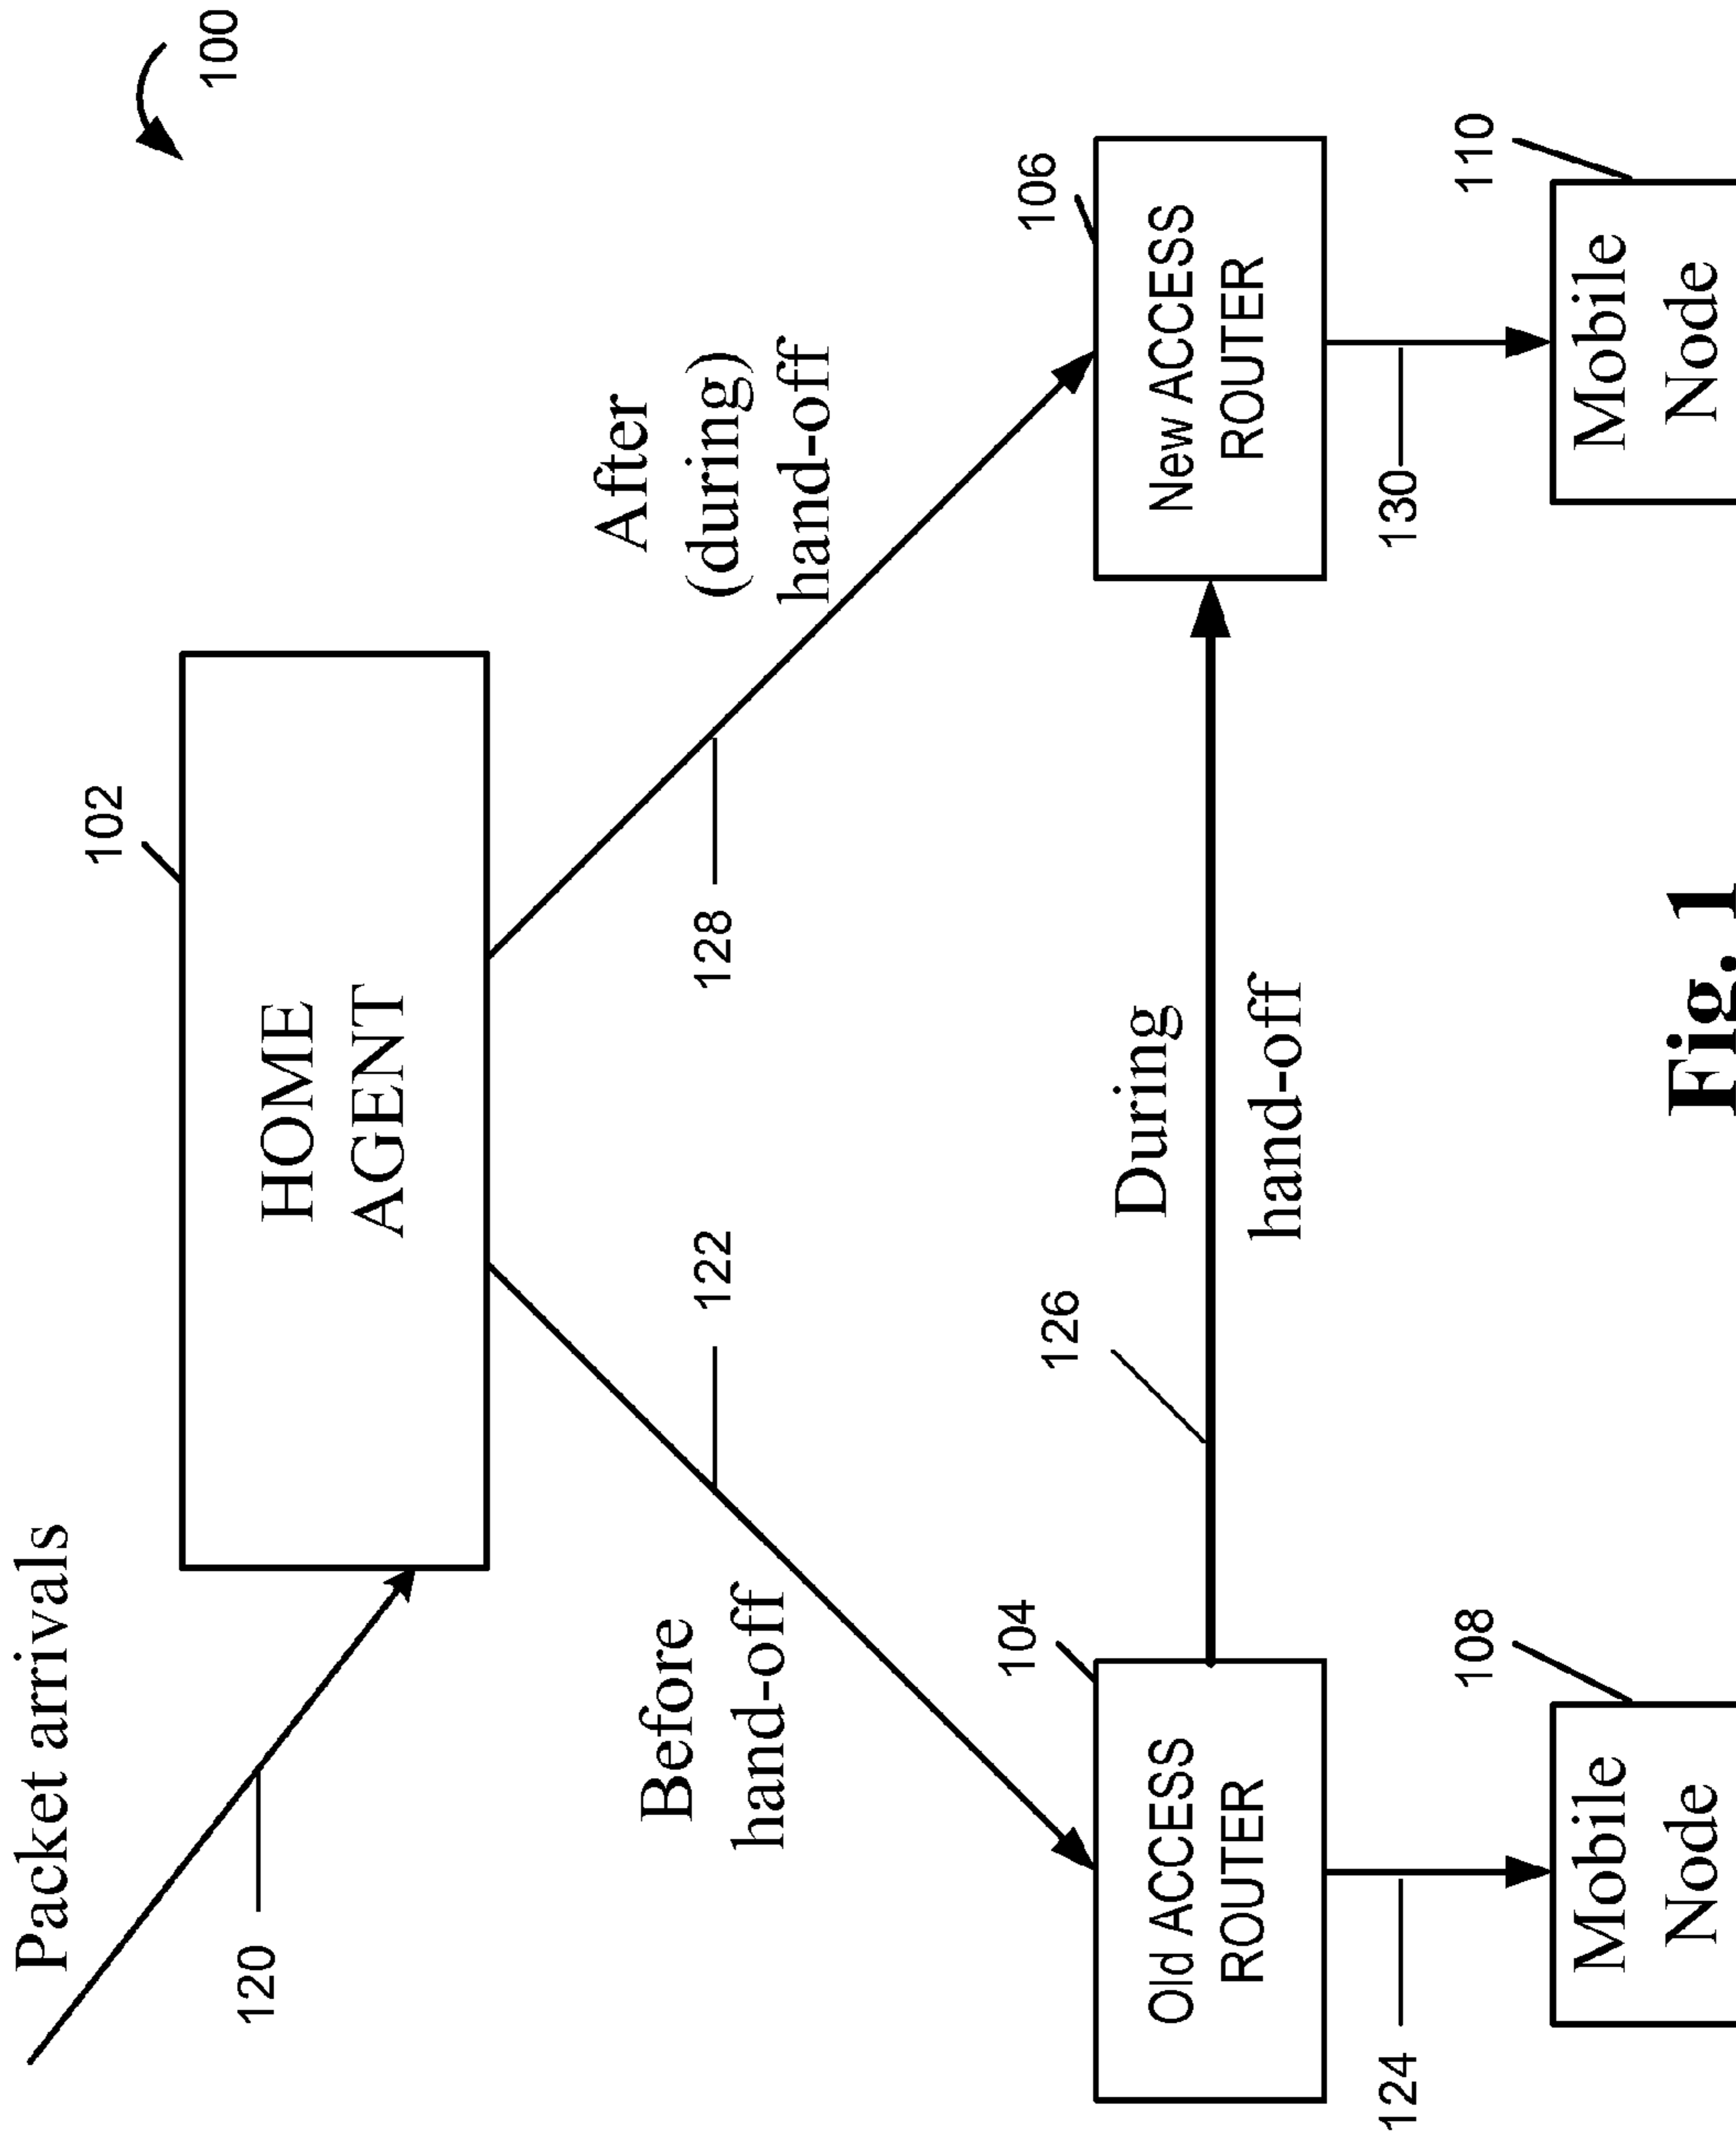 Packet arrivals
100
120
102
HOME
AGENT
Before
hand-off
122
128
After
(during)
hand-off
104
126
During
hand-off
106
Old ACCESS
ROUTER
New ACCESS
ROUTER
124
108
130
110
Mobile
Node
Mobile
Node
Fig. 1